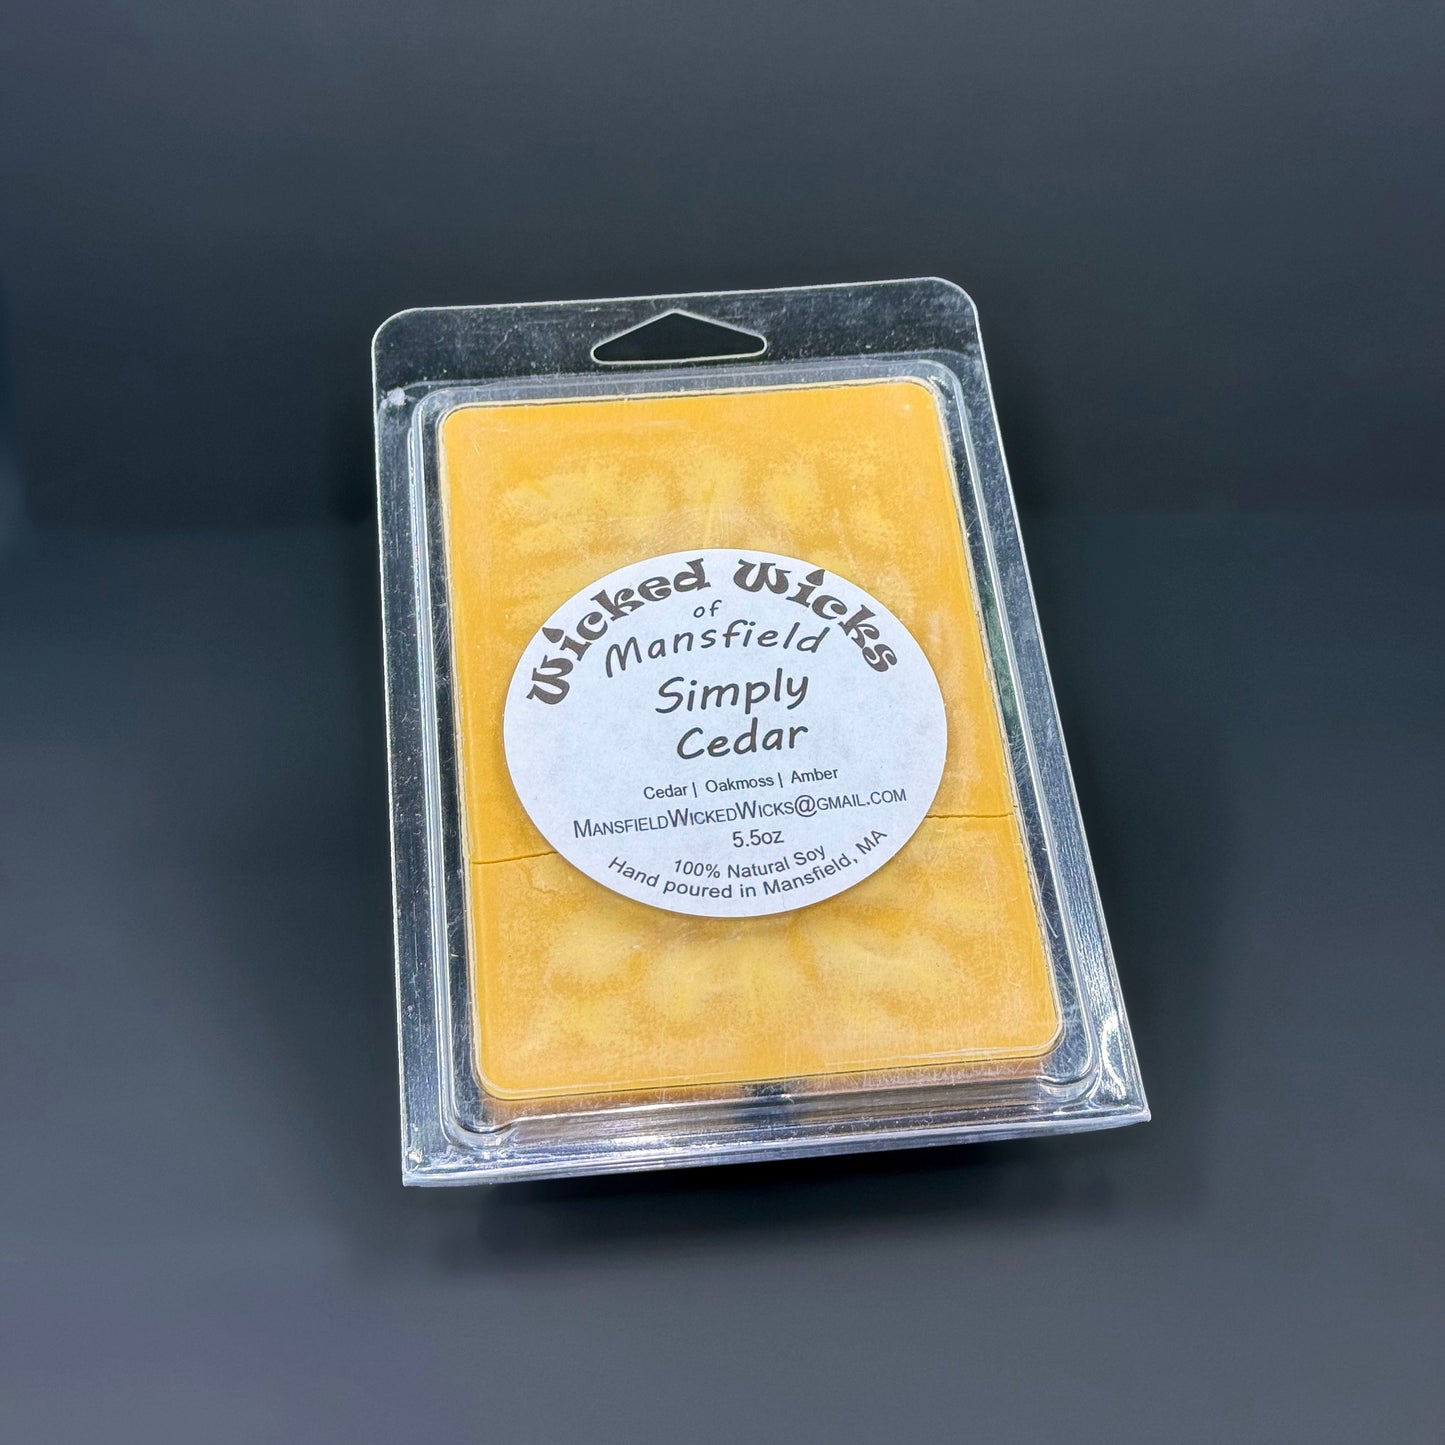 Wicked Wicks
of
Mansfield
Simply
Cedar
Cedar | Oakmoss | Amber
MansfieldWickedWicks@gmail.com
5.5oz
100% Natural Soy
Hand poured in Mansfield, MA